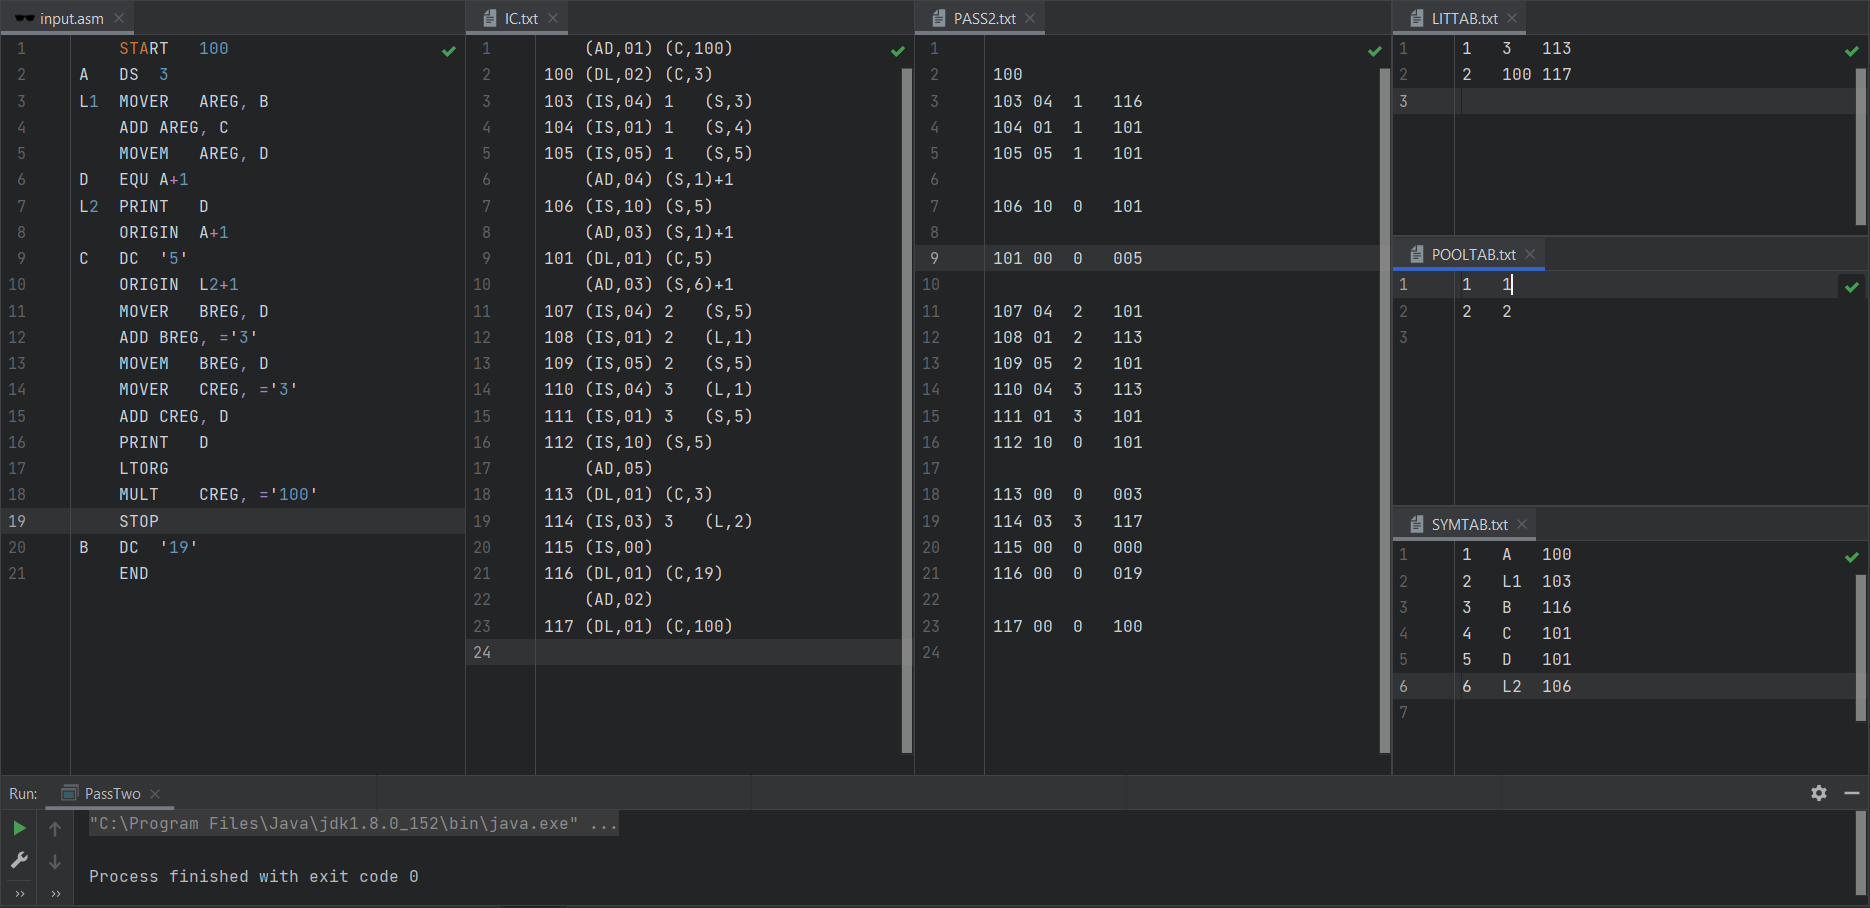 input.asm
1 START 100
2 A DS 3
3 L1 MOVER AREG, B
4 ADD AREG, C
5 MOVEM AREG, D
6 D EQU A+1
7 L2 PRINT D
8 ORIGIN A+1
9 C DC '5'
10 ORIGIN L2+1
11 MOVER BREG, D
12 ADD BREG, ='3'
13 MOVEM BREG, D
14 MOVER CREG, ='3'
15 ADD CREG, D
16 PRINT D
17 LTORG
18 MULT CREG, ='100'
19 STOP
20 B DC '19'
21 END
IC.txt
1 (AD,01) (C,100)
2 100 (DL,02) (C,3)
3 103 (IS,04) 1 (S,3)
4 104 (IS,01) 1 (S,4)
5 105 (IS,05) 1 (S,5)
6 (AD,04) (S,1)+1
7 106 (IS,10) (S,5)
8 (AD,03) (S,1)+1
9 101 (DL,01) (C,5)
10 (AD,03) (S,6)+1
11 107 (IS,04) 2 (S,5)
12 108 (IS,01) 2 (L,1)
13 109 (IS,05) 2 (S,5)
14 110 (IS,04) 3 (L,1)
15 111 (IS,01) 3 (S,5)
16 112 (IS,10) (S,5)
17 (AD,05)
18 113 (DL,01) (C,3)
19 114 (IS,03) 3 (L,2)
20 115 (IS,00)
21 116 (DL,01) (C,19)
22 (AD,02)
23 117 (DL,01) (C,100)
24
PASS2.txt
1
2 100
3 103 04 1 116
4 104 01 1 101
5 105 05 1 101
6
7 106 10 0 101
8
9 101 00 0 005
10
11 107 04 2 101
12 108 01 2 113
13 109 05 2 101
14 110 04 3 113
15 111 01 3 101
16 112 10 0 101
17
18 113 00 0 003
19 114 03 3 117
20 115 00 0 000
21 116 00 0 019
22
23 117 00 0 100
24
LITTAB.txt
1 1 3 113
2 2 100 117
3
POOLTAB.txt
1 1 1
2 2 2
3
SYMTAB.txt
1 1 A 100
2 2 L1 103
3 3 B 116
4 4 C 101
5 5 D 101
6 6 L2 106
7
Run: PassTwo
"C:\Program Files\Java\jdk1.8.0_152\bin\java.exe" ...
Process finished with exit code 0